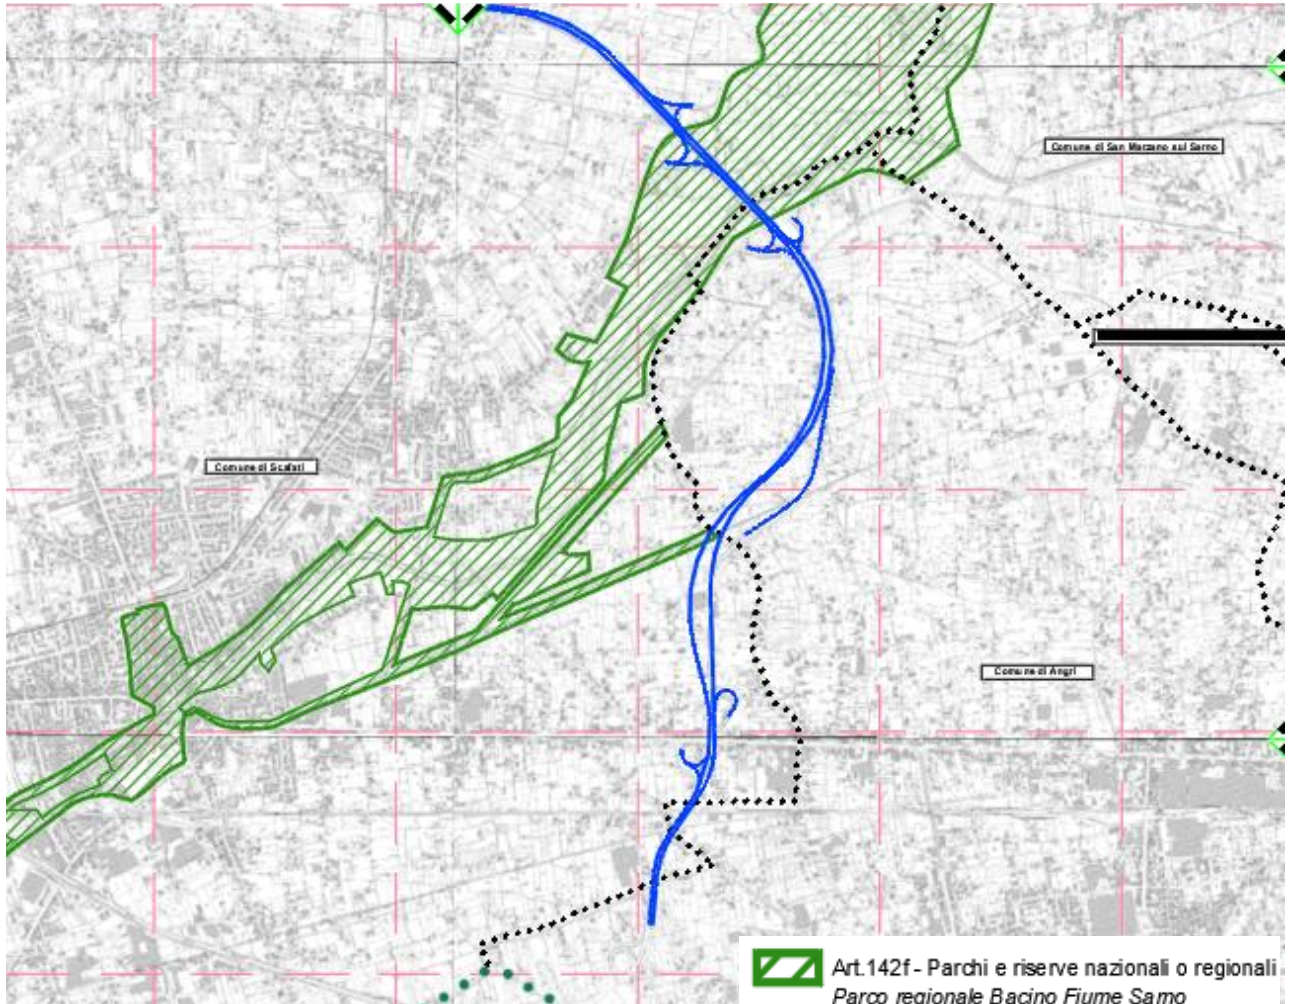 Comune di San Marzano sul Sarno
Comune di Scafati
Comune di Angri
Art.142f - Parchi e riserve nazionali o regionali
Parco regionale Bacino Fiume Sarno